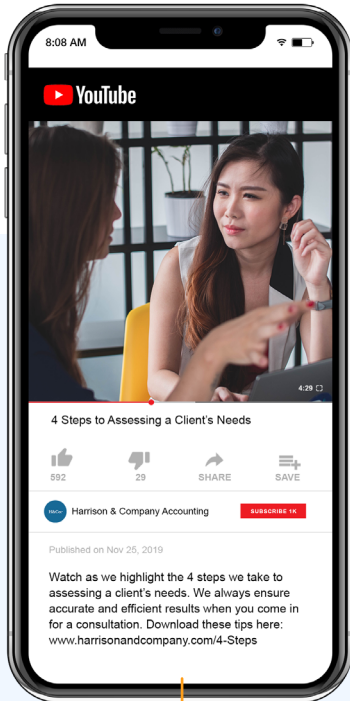 8:08 AM
YouTube
4:29
4 Steps to Assessing a Client's Needs
592
29
SHARE
SAVE
Harrison & Company Accounting
SUBSCRIBE 1K
Published on Nov 25, 2019
Watch as we highlight the 4 steps we take to
assessing a client's needs. We always ensure
accurate and efficient results when you come in
for a consultation. Download these tips here:
www.harrisonandcompany.com/4-Steps